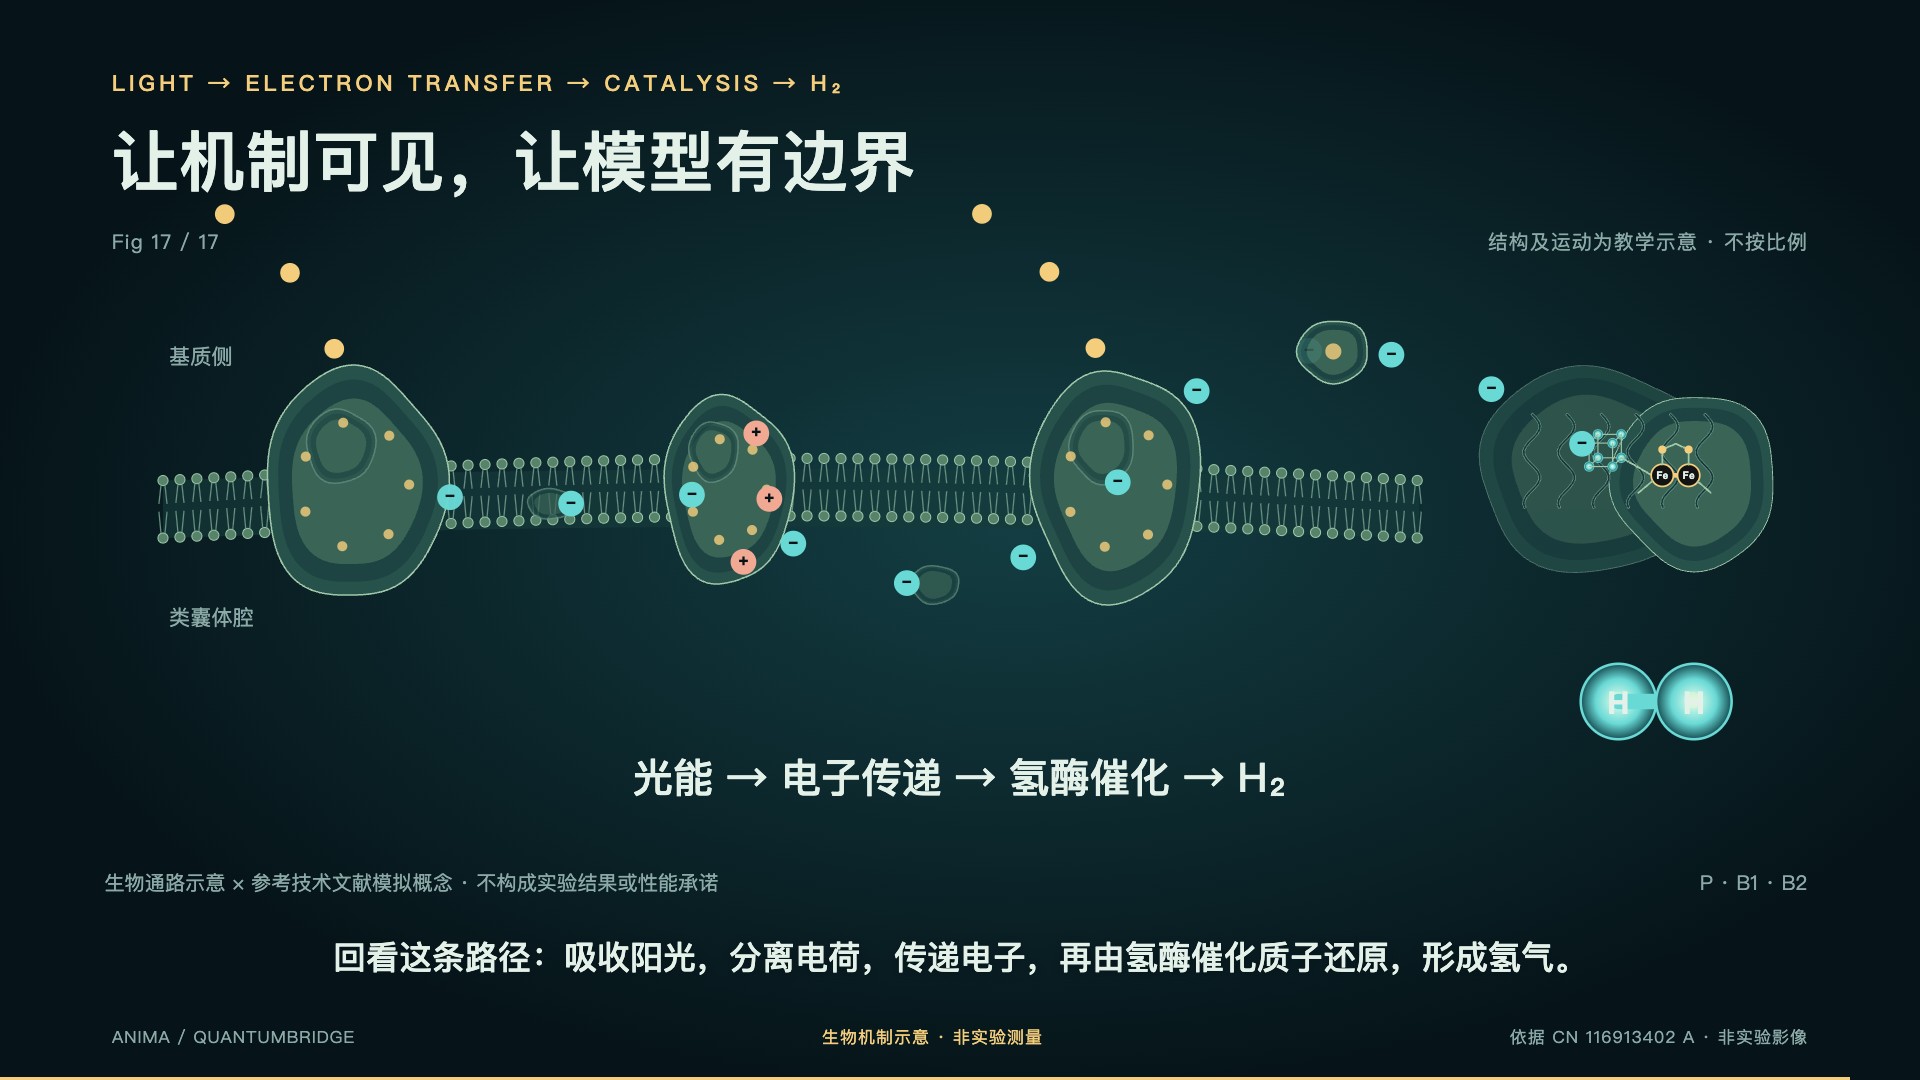 LIGHT → ELECTRON TRANSFER → CATALYSIS → H₂
让机制可见，让模型有边界
Fig 17 / 17
结构及运动为教学示意 · 不按比例
基质侧
+
+
+
−
−
−
−
−
−
−
−
−
−
−
Fe Fe
类囊体腔
H H
光能 → 电子传递 → 氢酶催化 → H₂
生物通路示意 × 参考技术文献模拟概念 · 不构成实验结果或性能承诺
P · B1 · B2
回看这条路径：吸收阳光，分离电荷，传递电子，再由氢酶催化质子还原，形成氢气。
ANIMA / QUANTUMBRIDGE
生物机制示意 · 非实验测量
依据 CN 116913402 A · 非实验影像